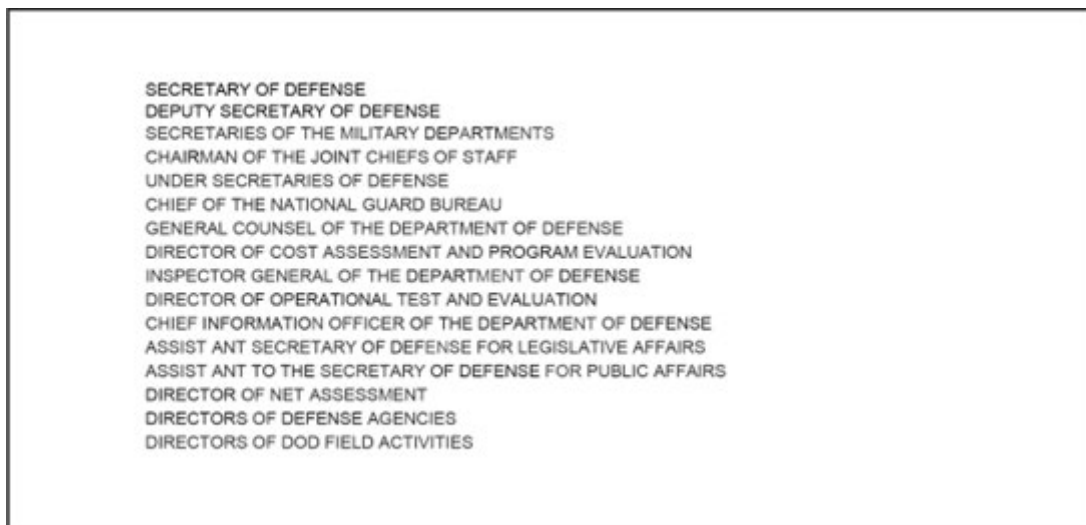 SECRETARY OF DEFENSE
DEPUTY SECRETARY OF DEFENSE
SECRETARIES OF THE MILITARY DEPARTMENTS
CHAIRMAN OF THE JOINT CHIEFS OF STAFF
UNDER SECRETARIES OF DEFENSE
CHIEF OF THE NATIONAL GUARD BUREAU
GENERAL COUNSEL OF THE DEPARTMENT OF DEFENSE
DIRECTOR OF COST ASSESSMENT AND PROGRAM EVALUATION
INSPECTOR GENERAL OF THE DEPARTMENT OF DEFENSE
DIRECTOR OF OPERATIONAL TEST AND EVALUATION
CHIEF INFORMATION OFFICER OF THE DEPARTMENT OF DEFENSE
ASSIST ANT SECRETARY OF DEFENSE FOR LEGISLATIVE AFFAIRS
ASSIST ANT TO THE SECRETARY OF DEFENSE FOR PUBLIC AFFAIRS
DIRECTOR OF NET ASSESSMENT
DIRECTORS OF DEFENSE AGENCIES
DIRECTORS OF DOD FIELD ACTIVITIES